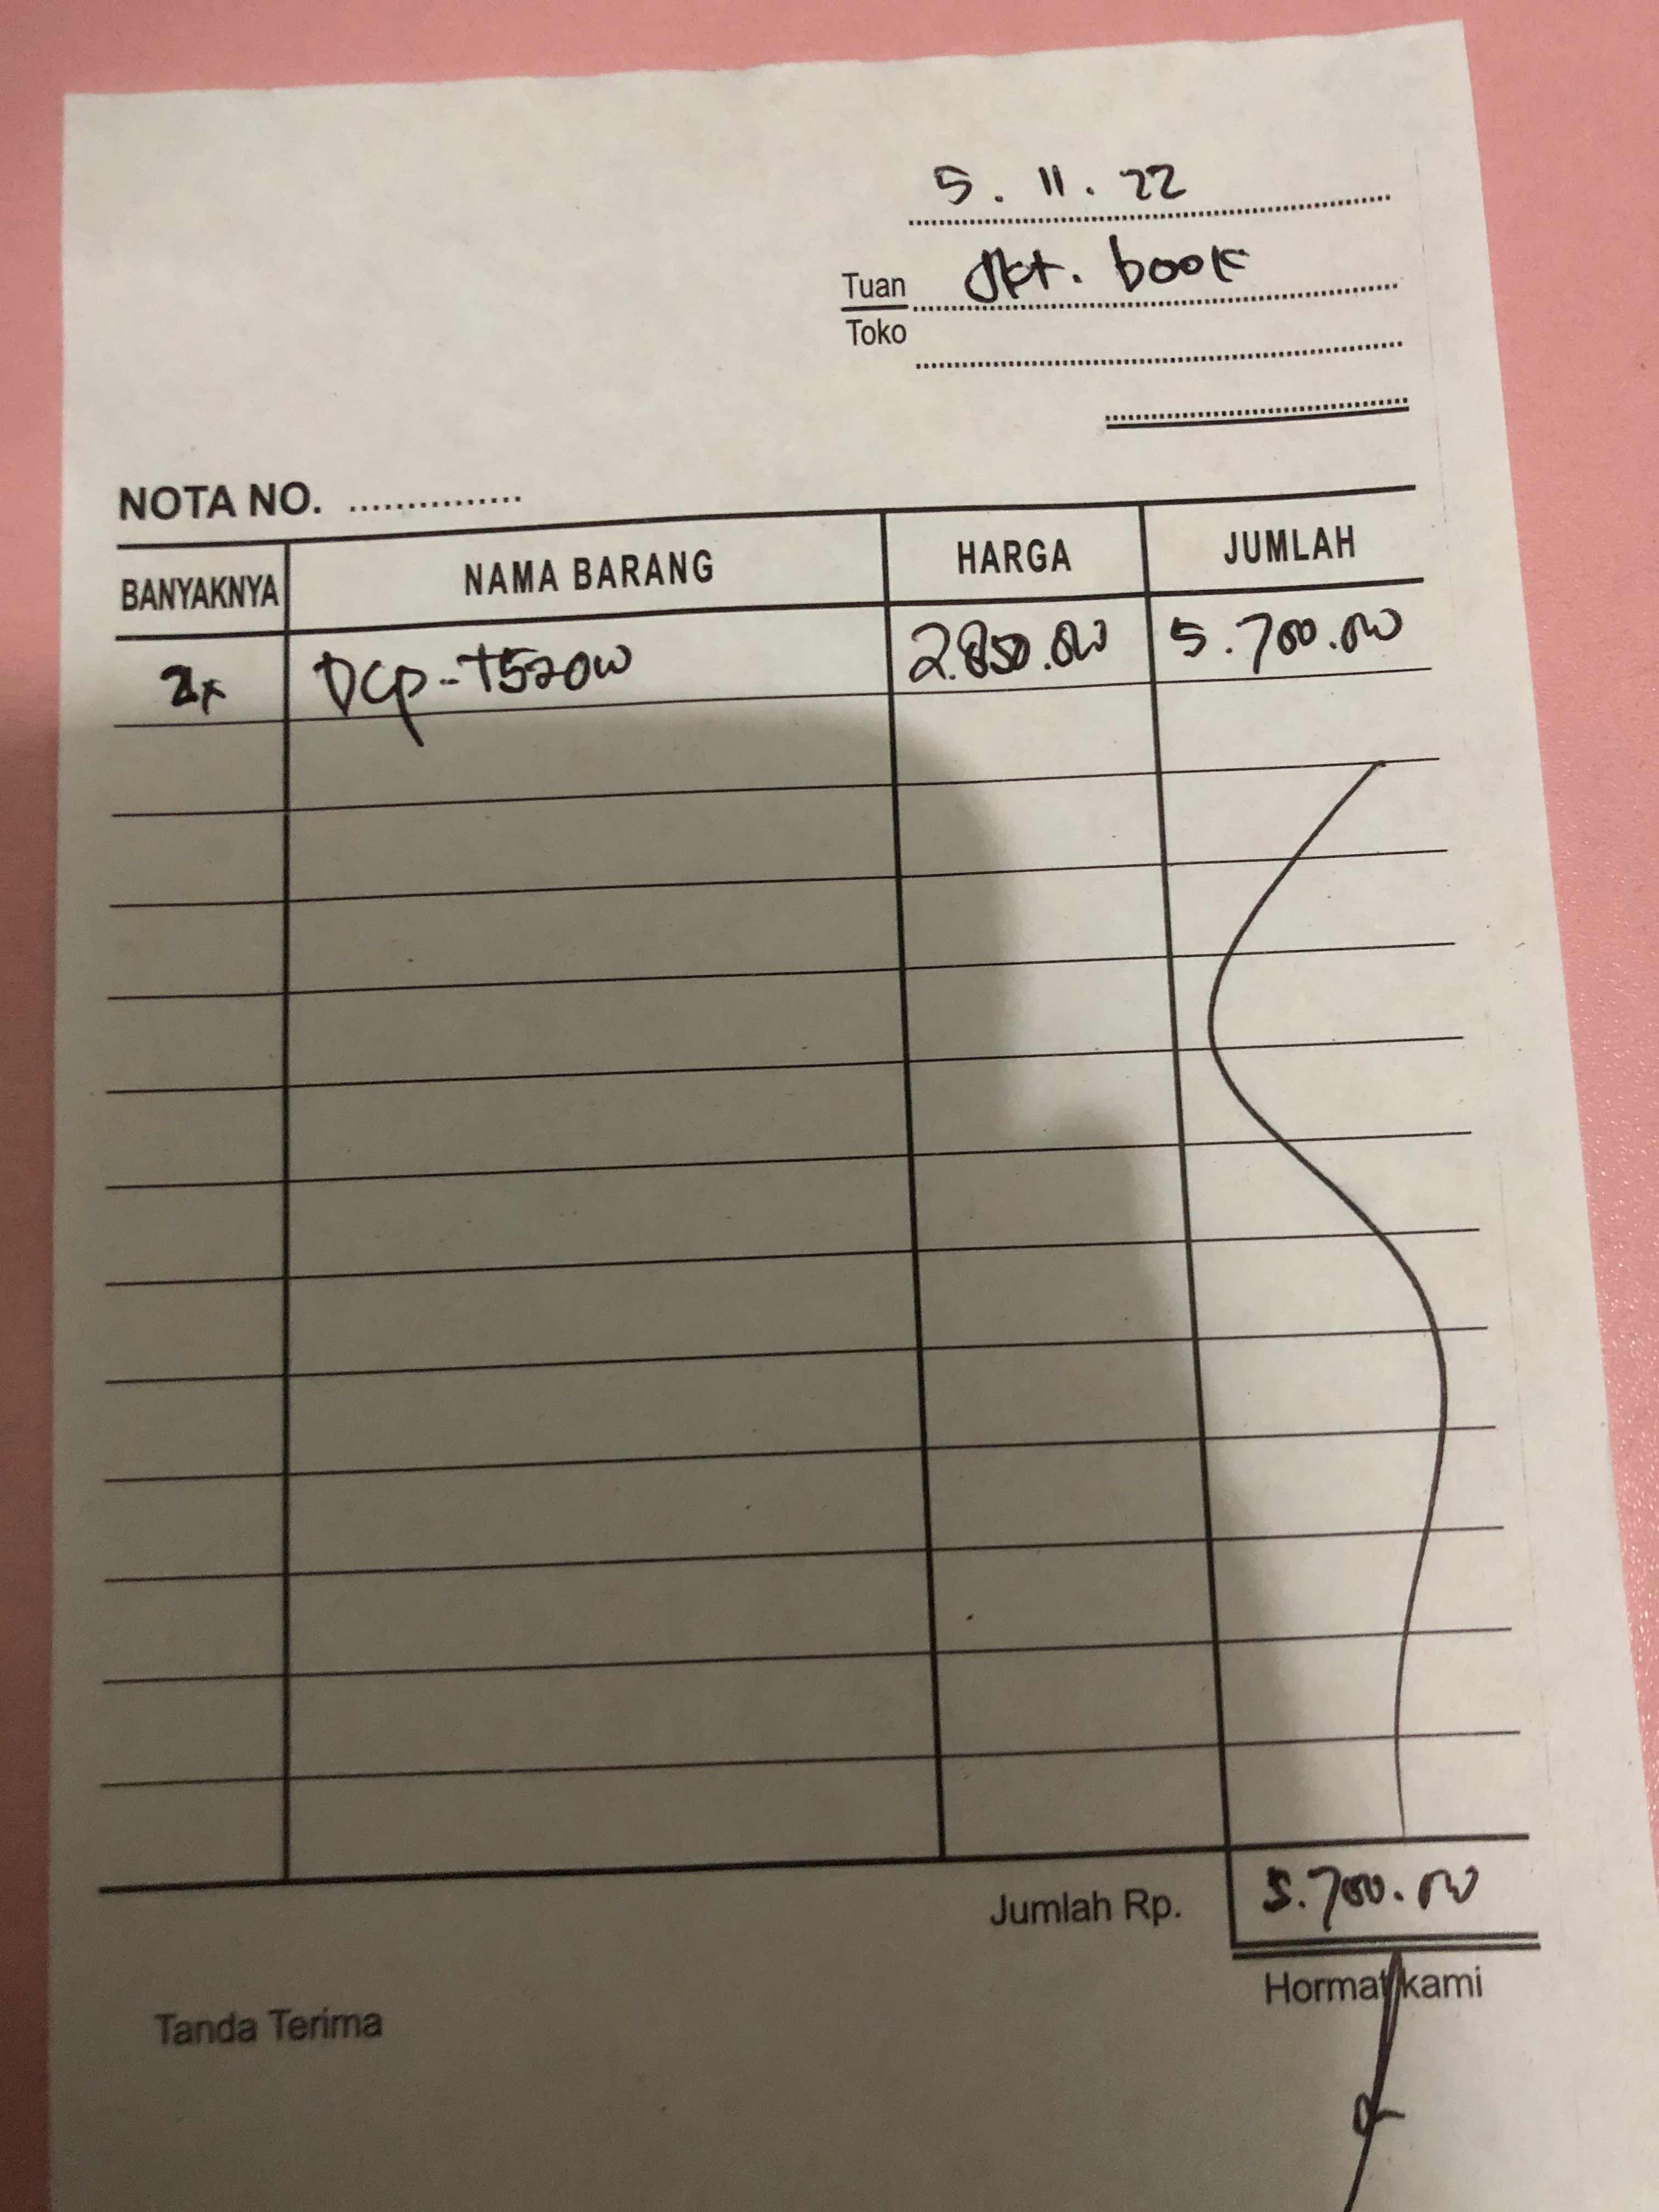 5. 11. 22
Tuan Jkt. book
Toko
NOTA NO. ...............
BANYAKNYA NAMA BARANG HARGA JUMLAH
2x DCP-T520W 2.850.000 5.700.000
Jumlah Rp. 5.700.000
Tanda Terima Hormat kami